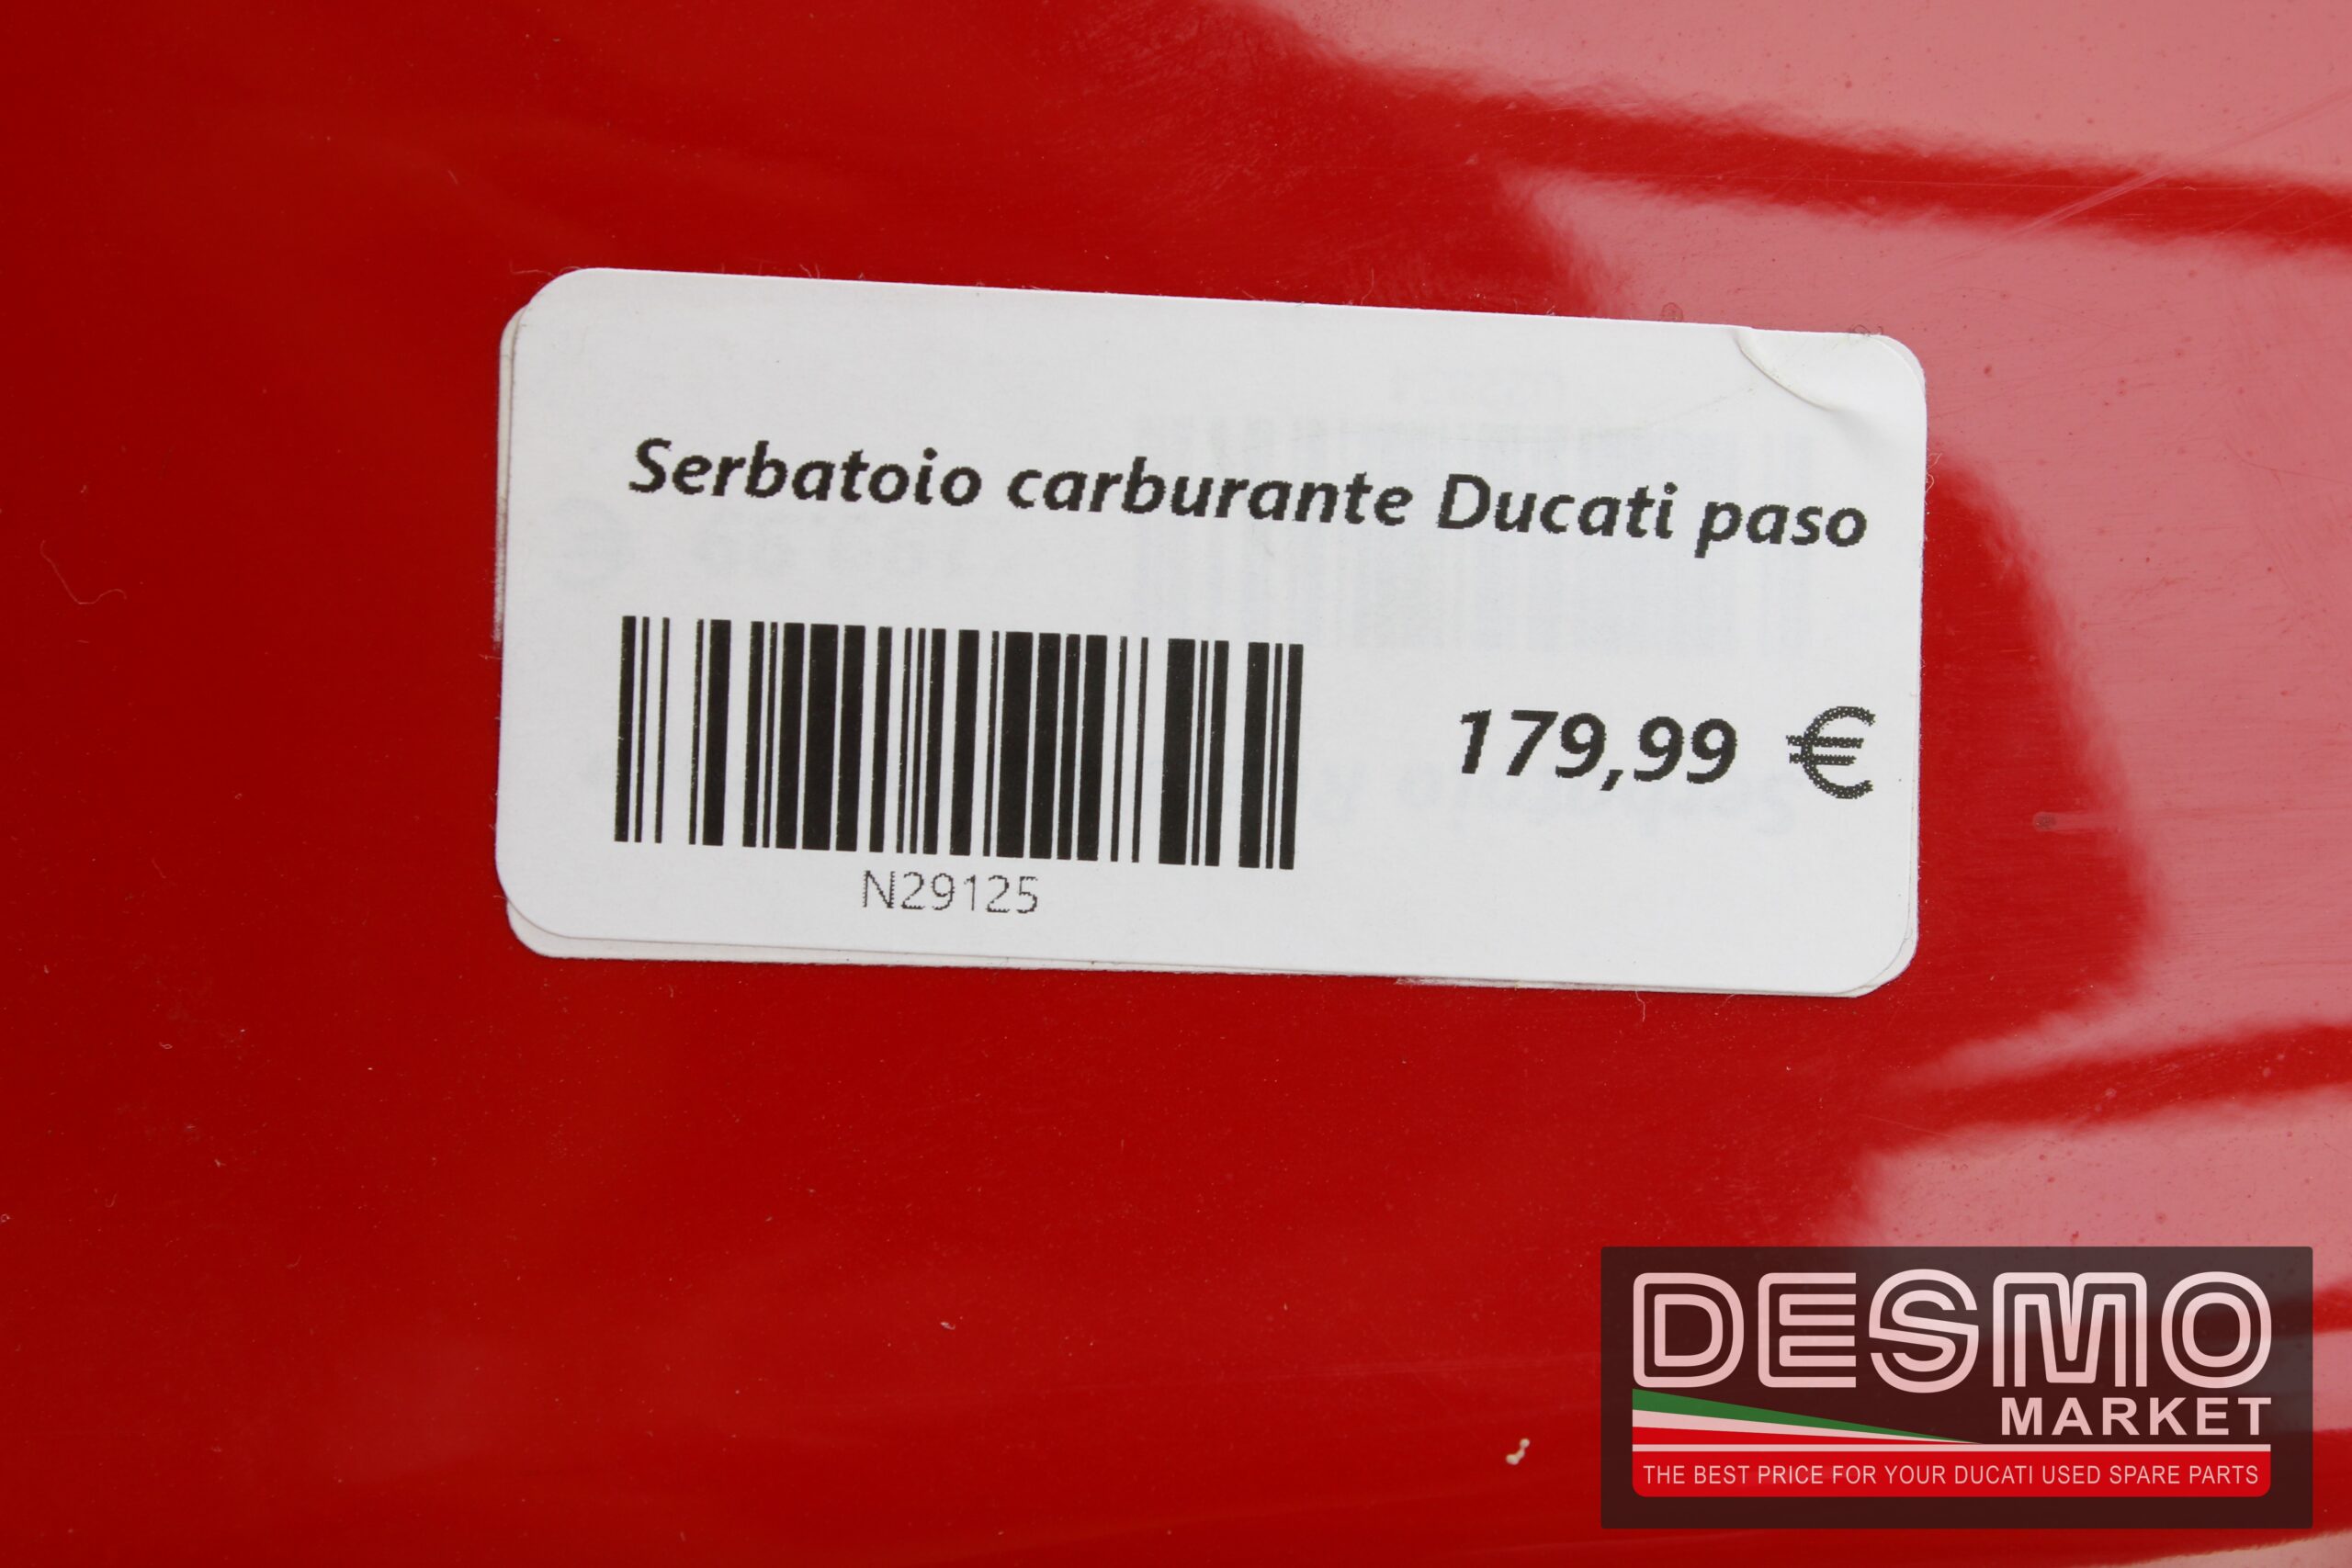 Serbatoio carburante Ducati paso
179,99 €
N29125
DESMO
MARKET
THE BEST PRICE FOR YOUR DUCATI USED SPARE PARTS